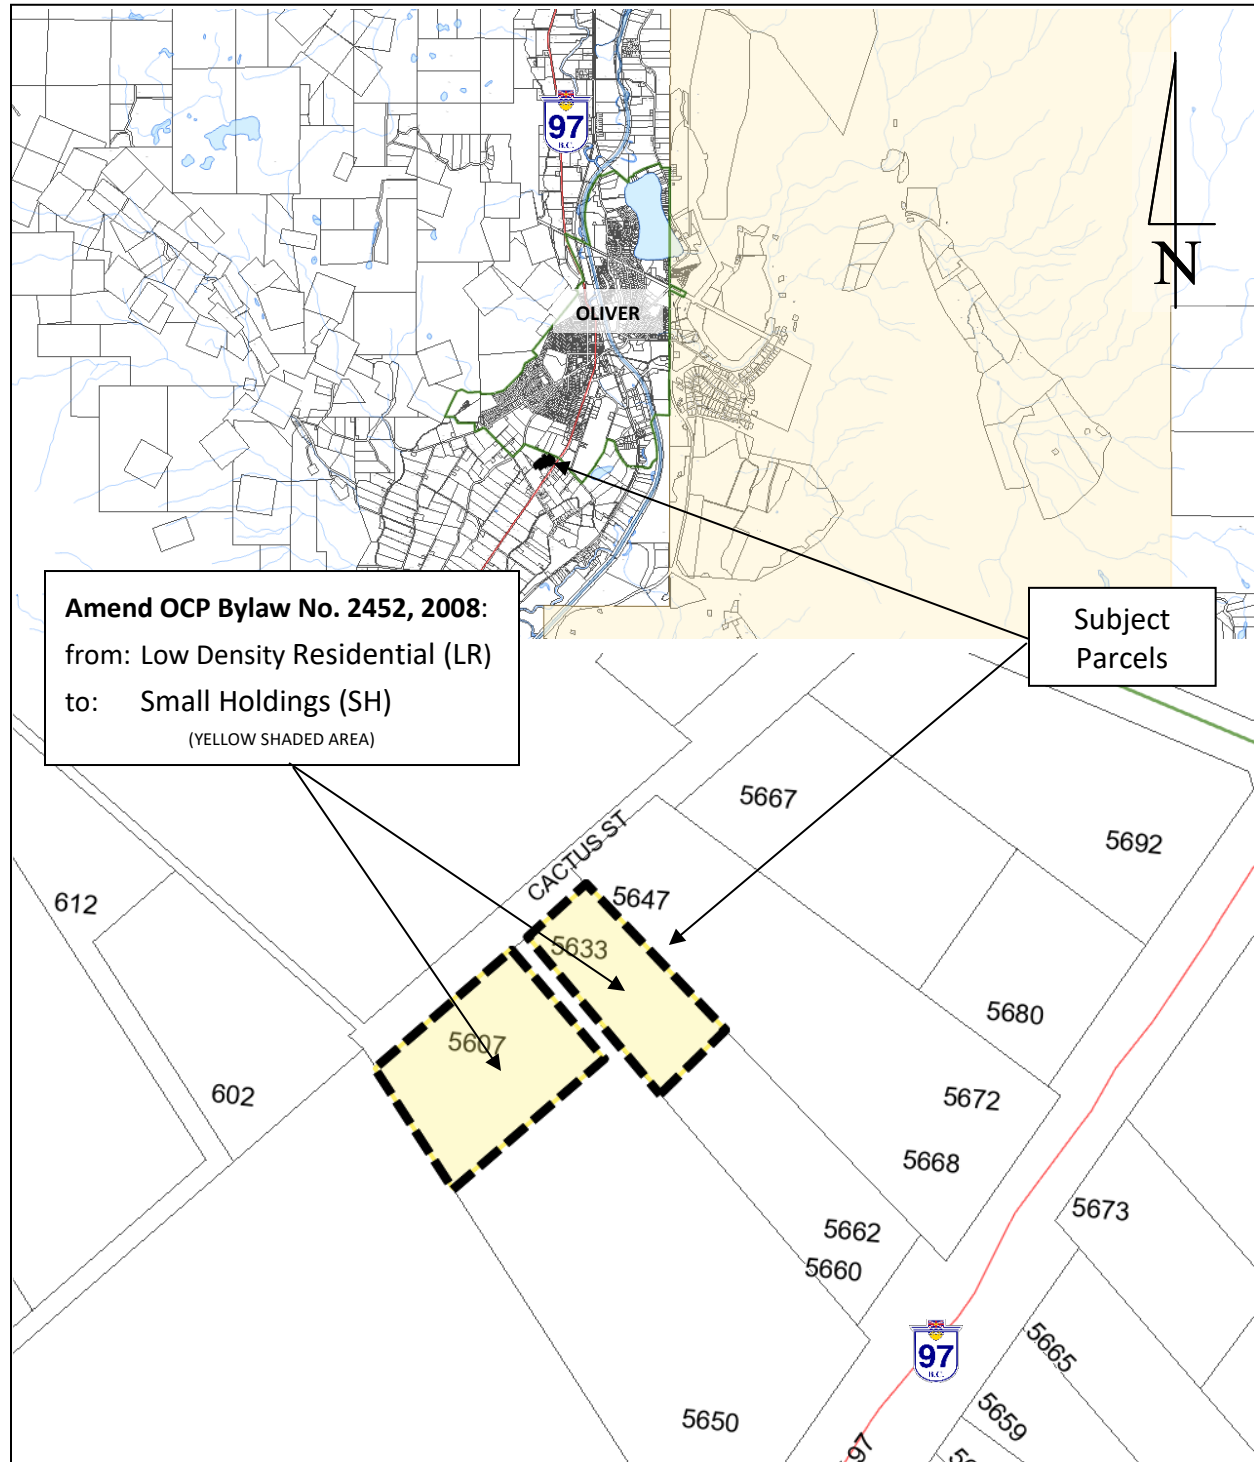 97
B.C.
N
OLIVER
Amend OCP Bylaw No. 2452, 2008:
from: Low Density Residential (LR)
to: Small Holdings (SH)
(YELLOW SHADED AREA)
Subject
Parcels
5667
5692
CACTUS ST
612
5647
5633
5680
5607
602
5672
5668
5673
5662
5660
97
B.C.
5665
5650
5659
97